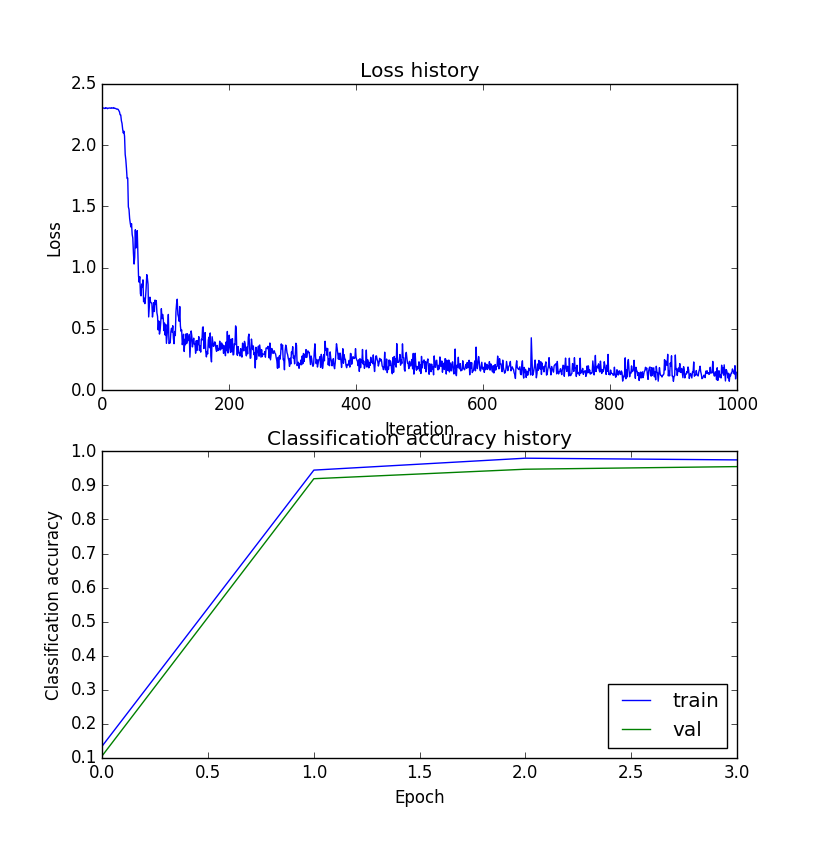 Loss history
2.5
2.0
1.5
1.0
0.5
0.0
Loss
0 200 400 600 800 1000
Iteration
Classification accuracy history
1.0
0.9
0.8
0.7
0.6
0.5
0.4
0.3
0.2
0.1
Classification accuracy
train
val
0.0 0.5 1.0 1.5 2.0 2.5 3.0
Epoch